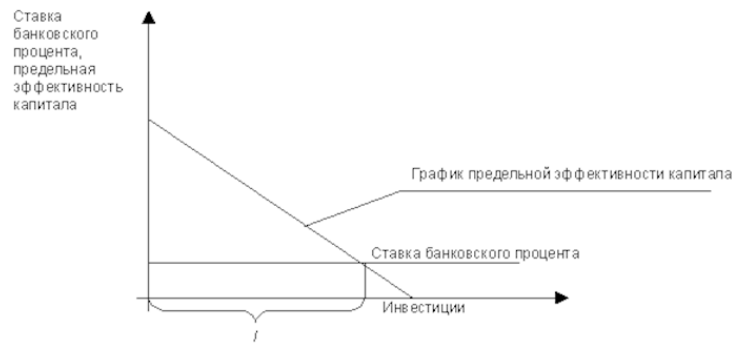 Ставка
банковского
процента,
предельная
эффективность
капитала
График предельной эффективности капитала
Ставка банковского процента
Инвестиции
I